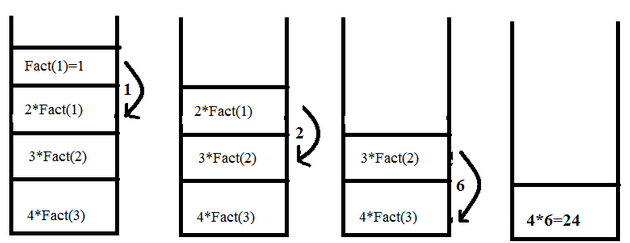 Fact(1)=1
1
2*Fact(1)
3*Fact(2)
4*Fact(3)
2*Fact(1)
2
3*Fact(2)
4*Fact(3)
3*Fact(2)
6
4*Fact(3)
4*6=24